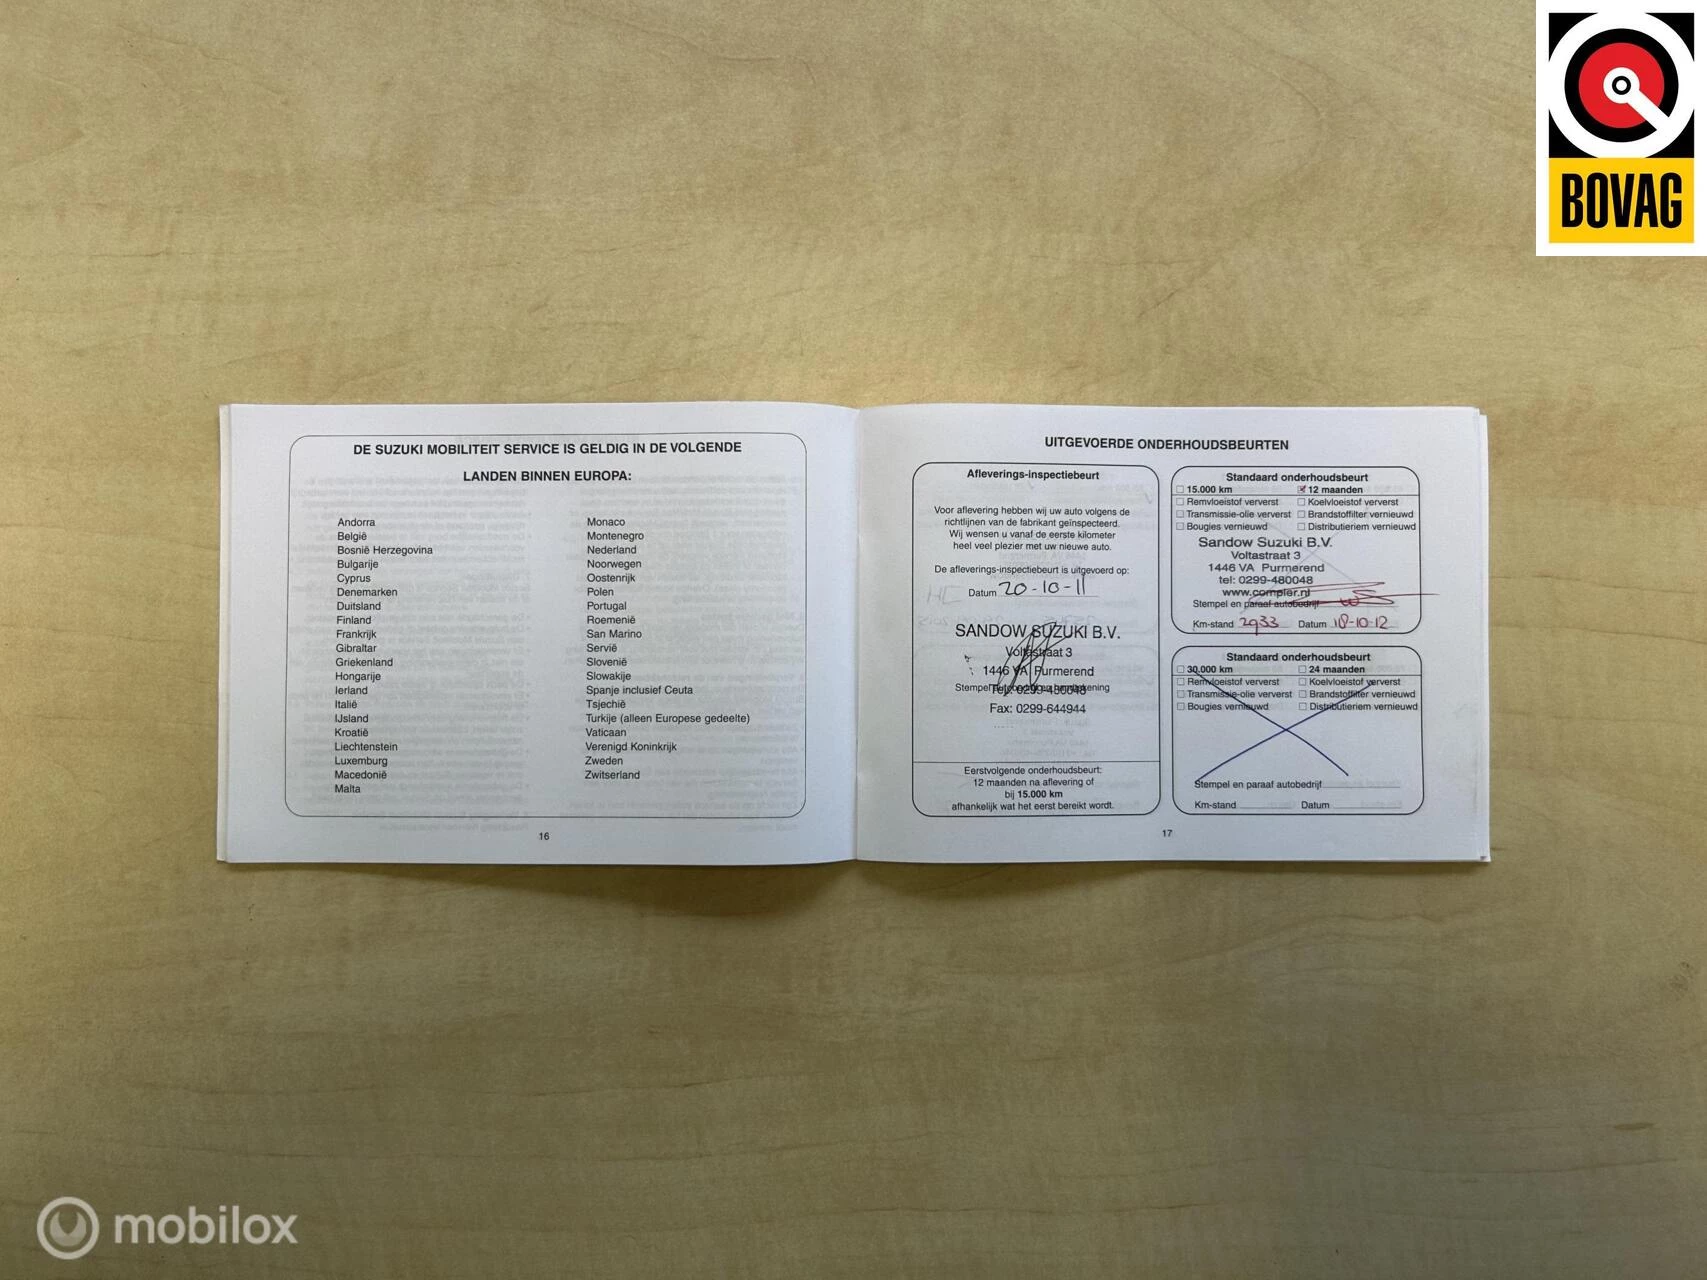 BOVAG
DE SUZUKI MOBILITEIT SERVICE IS GELDIG IN DE VOLGENDE
LANDEN BINNEN EUROPA:
Andorra
België
Bosnië Herzegovina
Bulgarije
Cyprus
Denemarken
Duitsland
Finland
Frankrijk
Gibraltar
Griekenland
Hongarije
Ierland
Italië
IJsland
Kroatië
Liechtenstein
Luxemburg
Macedonië
Malta
Monaco
Montenegro
Nederland
Noorwegen
Oostenrijk
Polen
Portugal
Roemenië
San Marino
Servië
Slovenië
Slowakije
Spanje inclusief Ceuta
Tsjechië
Turkije (alleen Europese gedeelte)
Vaticaan
Verenigd Koninkrijk
Zweden
Zwitserland
16
UITGEVOERDE ONDERHOUDSBEURTEN
Afleverings-inspectiebeurt
Voor aflevering hebben wij uw auto volgens de
richtlijnen van de fabrikant geïnspecteerd.
Wij wensen u vanaf de eerste kilometer
heel veel plezier met uw nieuwe auto.
De afleverings-inspectiebeurt is uitgevoerd op:
Datum 20-10-11
SANDOW SUZUKI B.V.
Voltastraat 3
1446 VA Purmerend
Stempel
Tel: 0299-480048
Fax: 0299-644944
Eerstvolgende onderhoudsbeurt:
12 maanden na aflevering of
bij 15.000 km
afhankelijk wat het eerst bereikt wordt.
Standaard onderhoudsbeurt
15.000 km 12 maanden
Remvloeistof ververst Koelvloeistof ververst
Transmissie-olie ververst Brandstoffilter vernieuwd
Bougies vernieuwd Distributieriem vernieuwd
Sandow Suzuki B.V.
Voltastraat 3
1446 VA Purmerend
tel: 0299-480048
www.compier.nl
Stempel en paraaf autobedrijf
Km-stand 2933 Datum 18-10-12
Standaard onderhoudsbeurt
30.000 km 24 maanden
Remvloeistof ververst Koelvloeistof ververst
Transmissie-olie ververst Brandstoffilter vernieuwd
Bougies vernieuwd Distributieriem vernieuwd
Stempel en paraaf autobedrijf
Km-stand Datum
17
mobilox